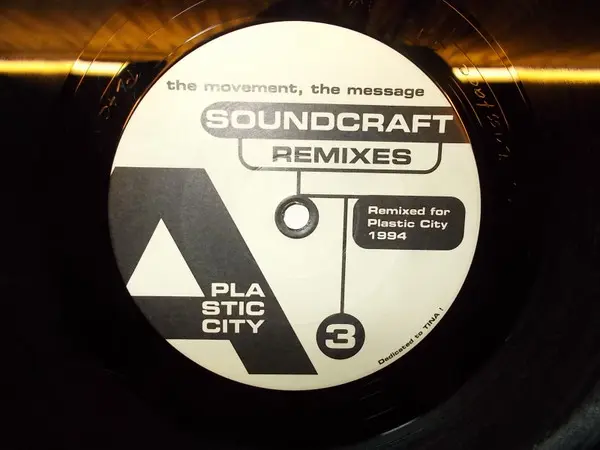 the movement, the message
SOUNDCRAFT
REMIXES
Remixed for
Plastic City
1994
A
PLA
STIC
CITY
3
Dedicated to TINA !